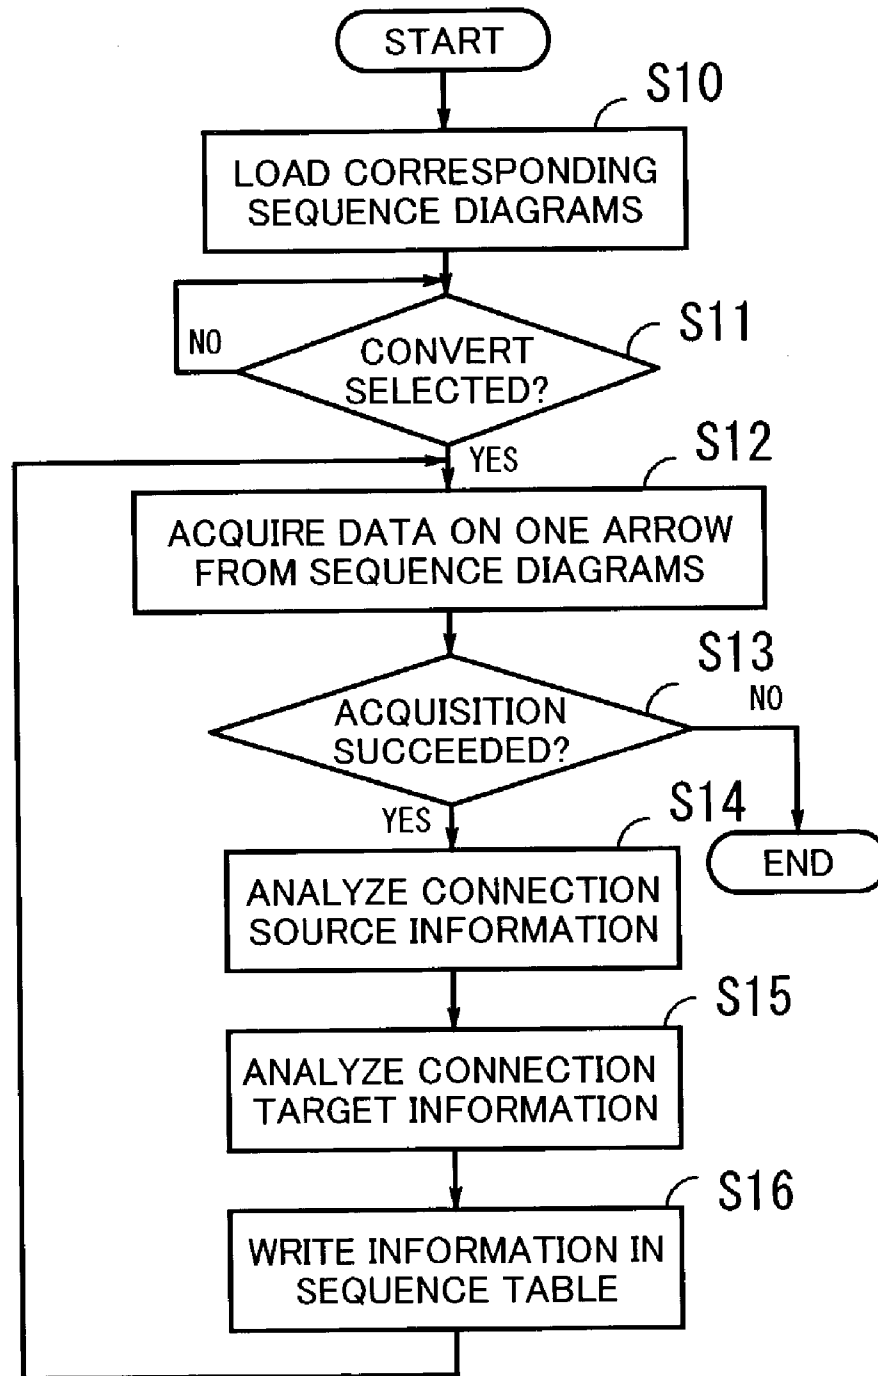 START
S10
LOAD CORRESPONDING
SEQUENCE DIAGRAMS
S11
NO
CONVERT
SELECTED?
YES
S12
ACQUIRE DATA ON ONE ARROW
FROM SEQUENCE DIAGRAMS
S13
NO
ACQUISITION
SUCCEEDED?
YES
S14
END
ANALYZE CONNECTION
SOURCE INFORMATION
S15
ANALYZE CONNECTION
TARGET INFORMATION
S16
WRITE INFORMATION IN
SEQUENCE TABLE